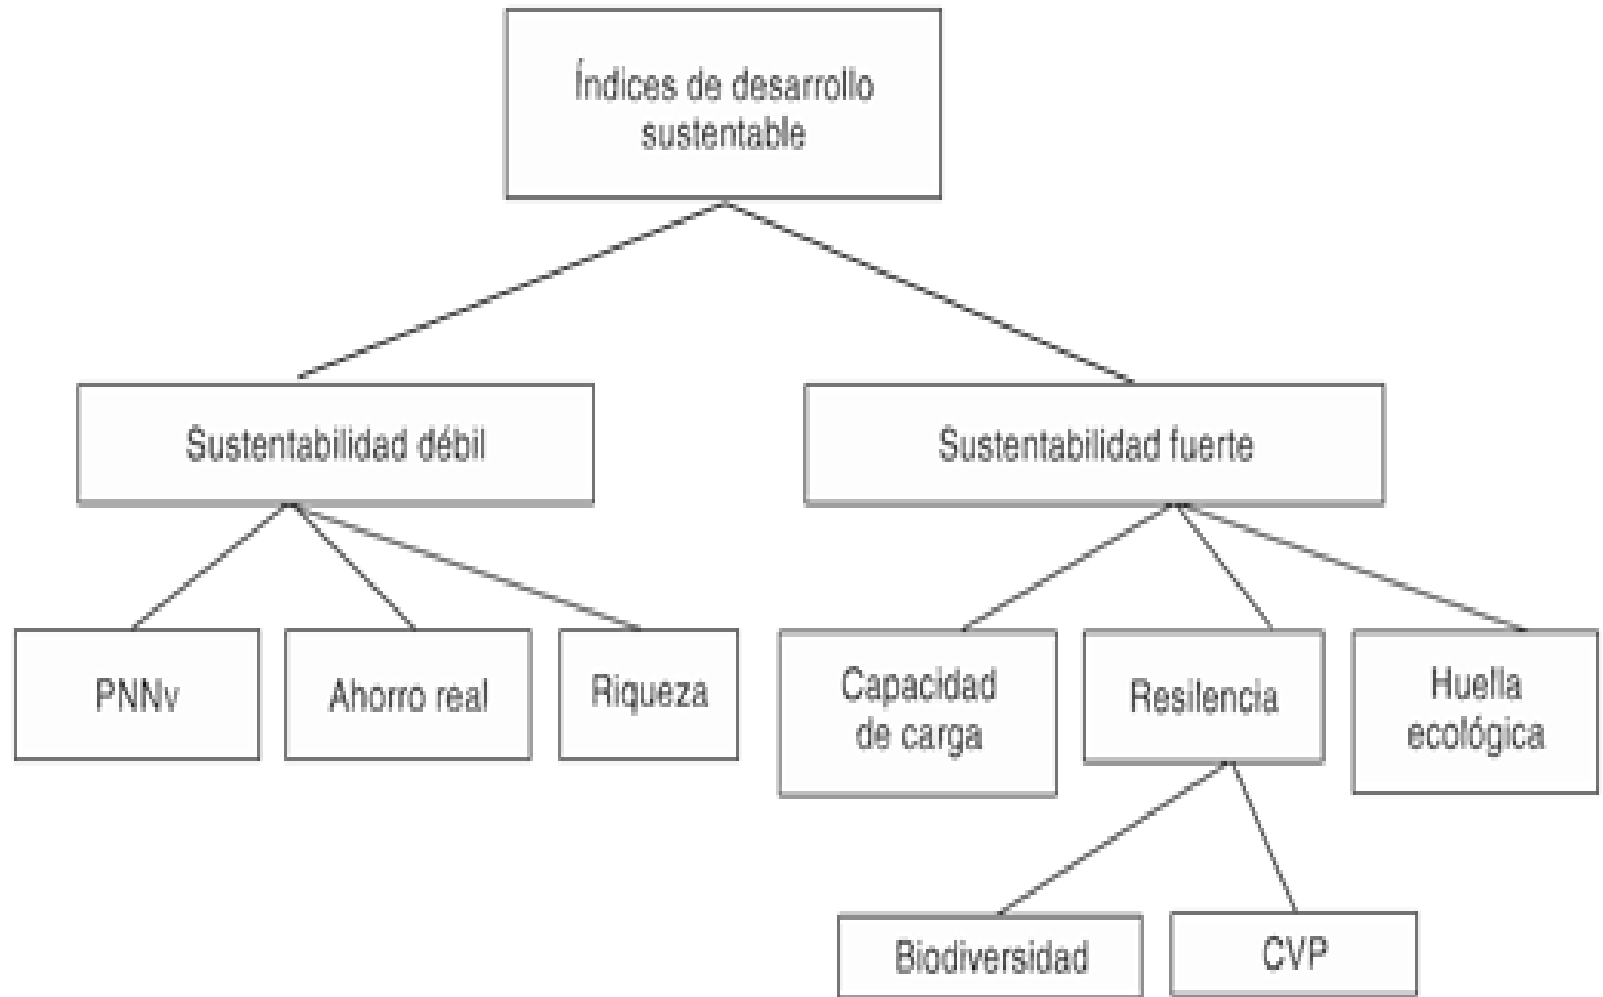 Índices de desarrollo
sustentable
Sustentabilidad débil
Sustentabilidad fuerte
PNNv
Ahorro real
Riqueza
Capacidad
de carga
Resilencia
Huella
ecológica
Biodiversidad
CVP